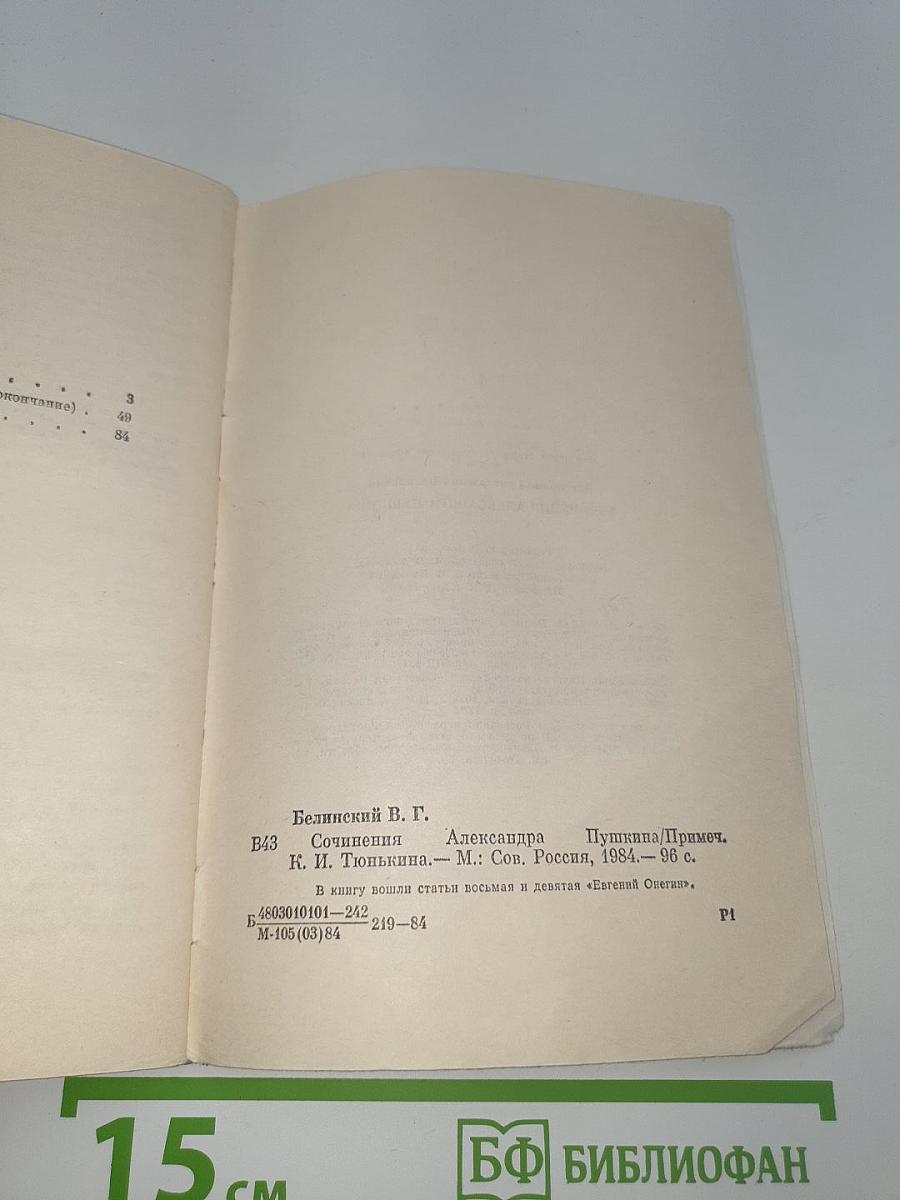 3
окончание) . 49
84
Белинский В. Г.
Б43 Сочинения Александра Пушкина/Примеч.
К. И. Тюнькина.— М.: Сов. Россия, 1984.— 96 с.
В книгу вошли статьи восьмая и девятая «Евгений Онегин».
Б 4803010101—242
М-105(03)84 219—84 Р1
15 см
БФ БИБЛИОФАН